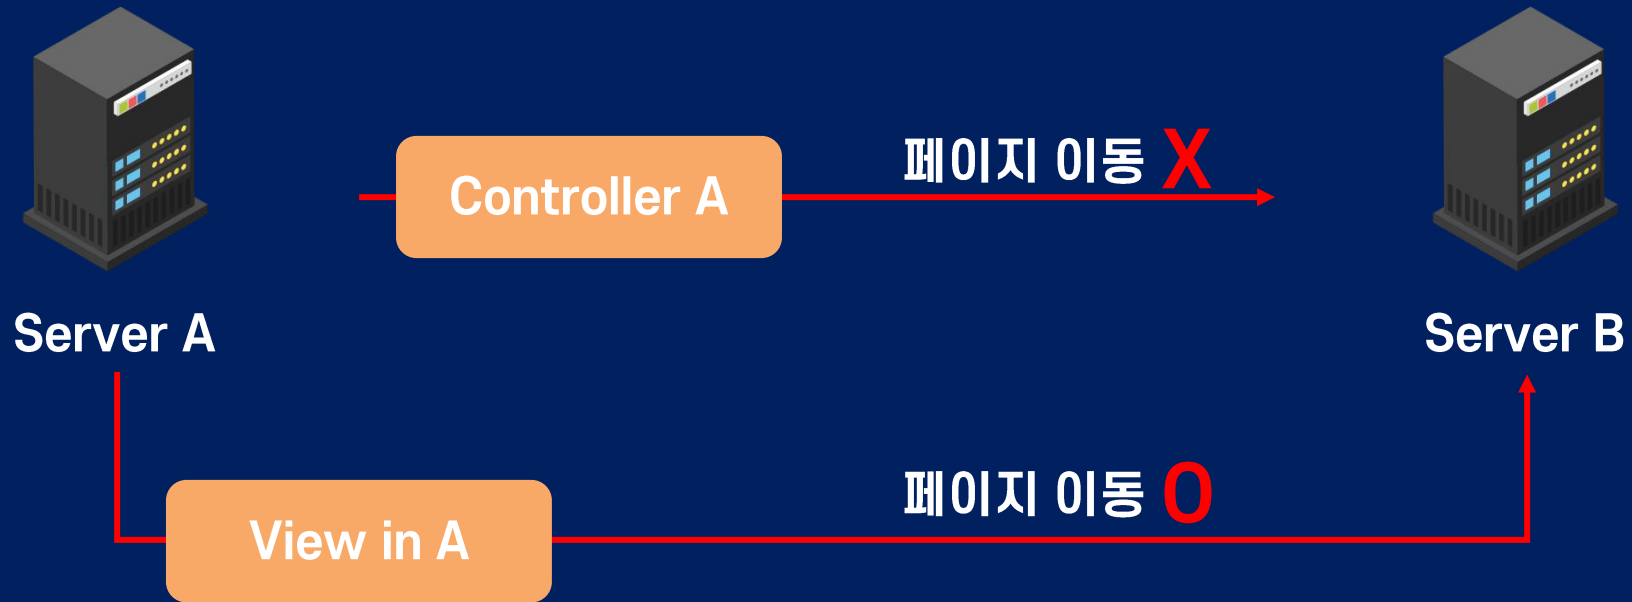 페이지 이동 X
Controller A
Server A
Server B
페이지 이동 O
View in A